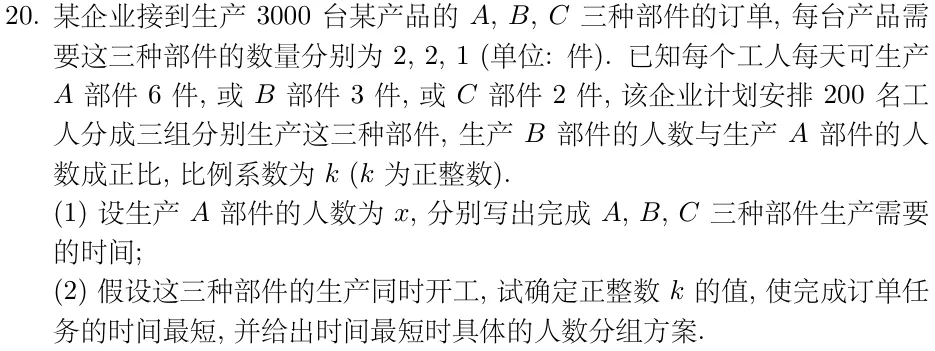 20. 某企业接到生产 3000 台某产品的 A, B, C 三种部件的订单, 每台产品需
要这三种部件的数量分别为 2, 2, 1 (单位: 件). 已知每个工人每天可生产
A 部件 6 件, 或 B 部件 3 件, 或 C 部件 2 件, 该企业计划安排 200 名工
人分成三组分别生产这三种部件, 生产 B 部件的人数与生产 A 部件的人
数成正比, 比例系数为 k (k 为正整数).
(1) 设生产 A 部件的人数为 x, 分别写出完成 A, B, C 三种部件生产需要
的时间;
(2) 假设这三种部件的生产同时开工, 试确定正整数 k 的值, 使完成订单任
务的时间最短, 并给出时间最短时具体的人数分组方案.